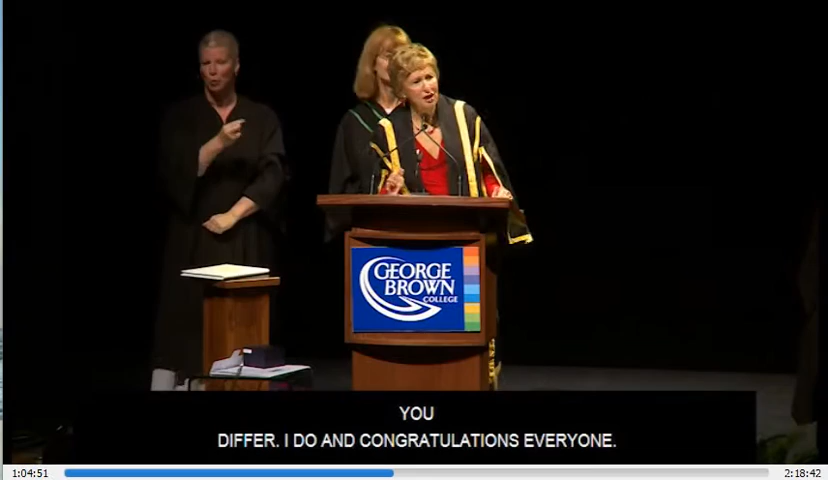 GEORGE
BROWN
COLLEGE
YOU
DIFFER. I DO AND CONGRATULATIONS EVERYONE.
1:04:51
2:18:42